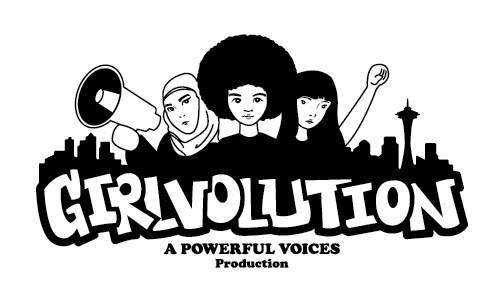 GIRLVOLUTION
A POWERFUL VOICES
Production